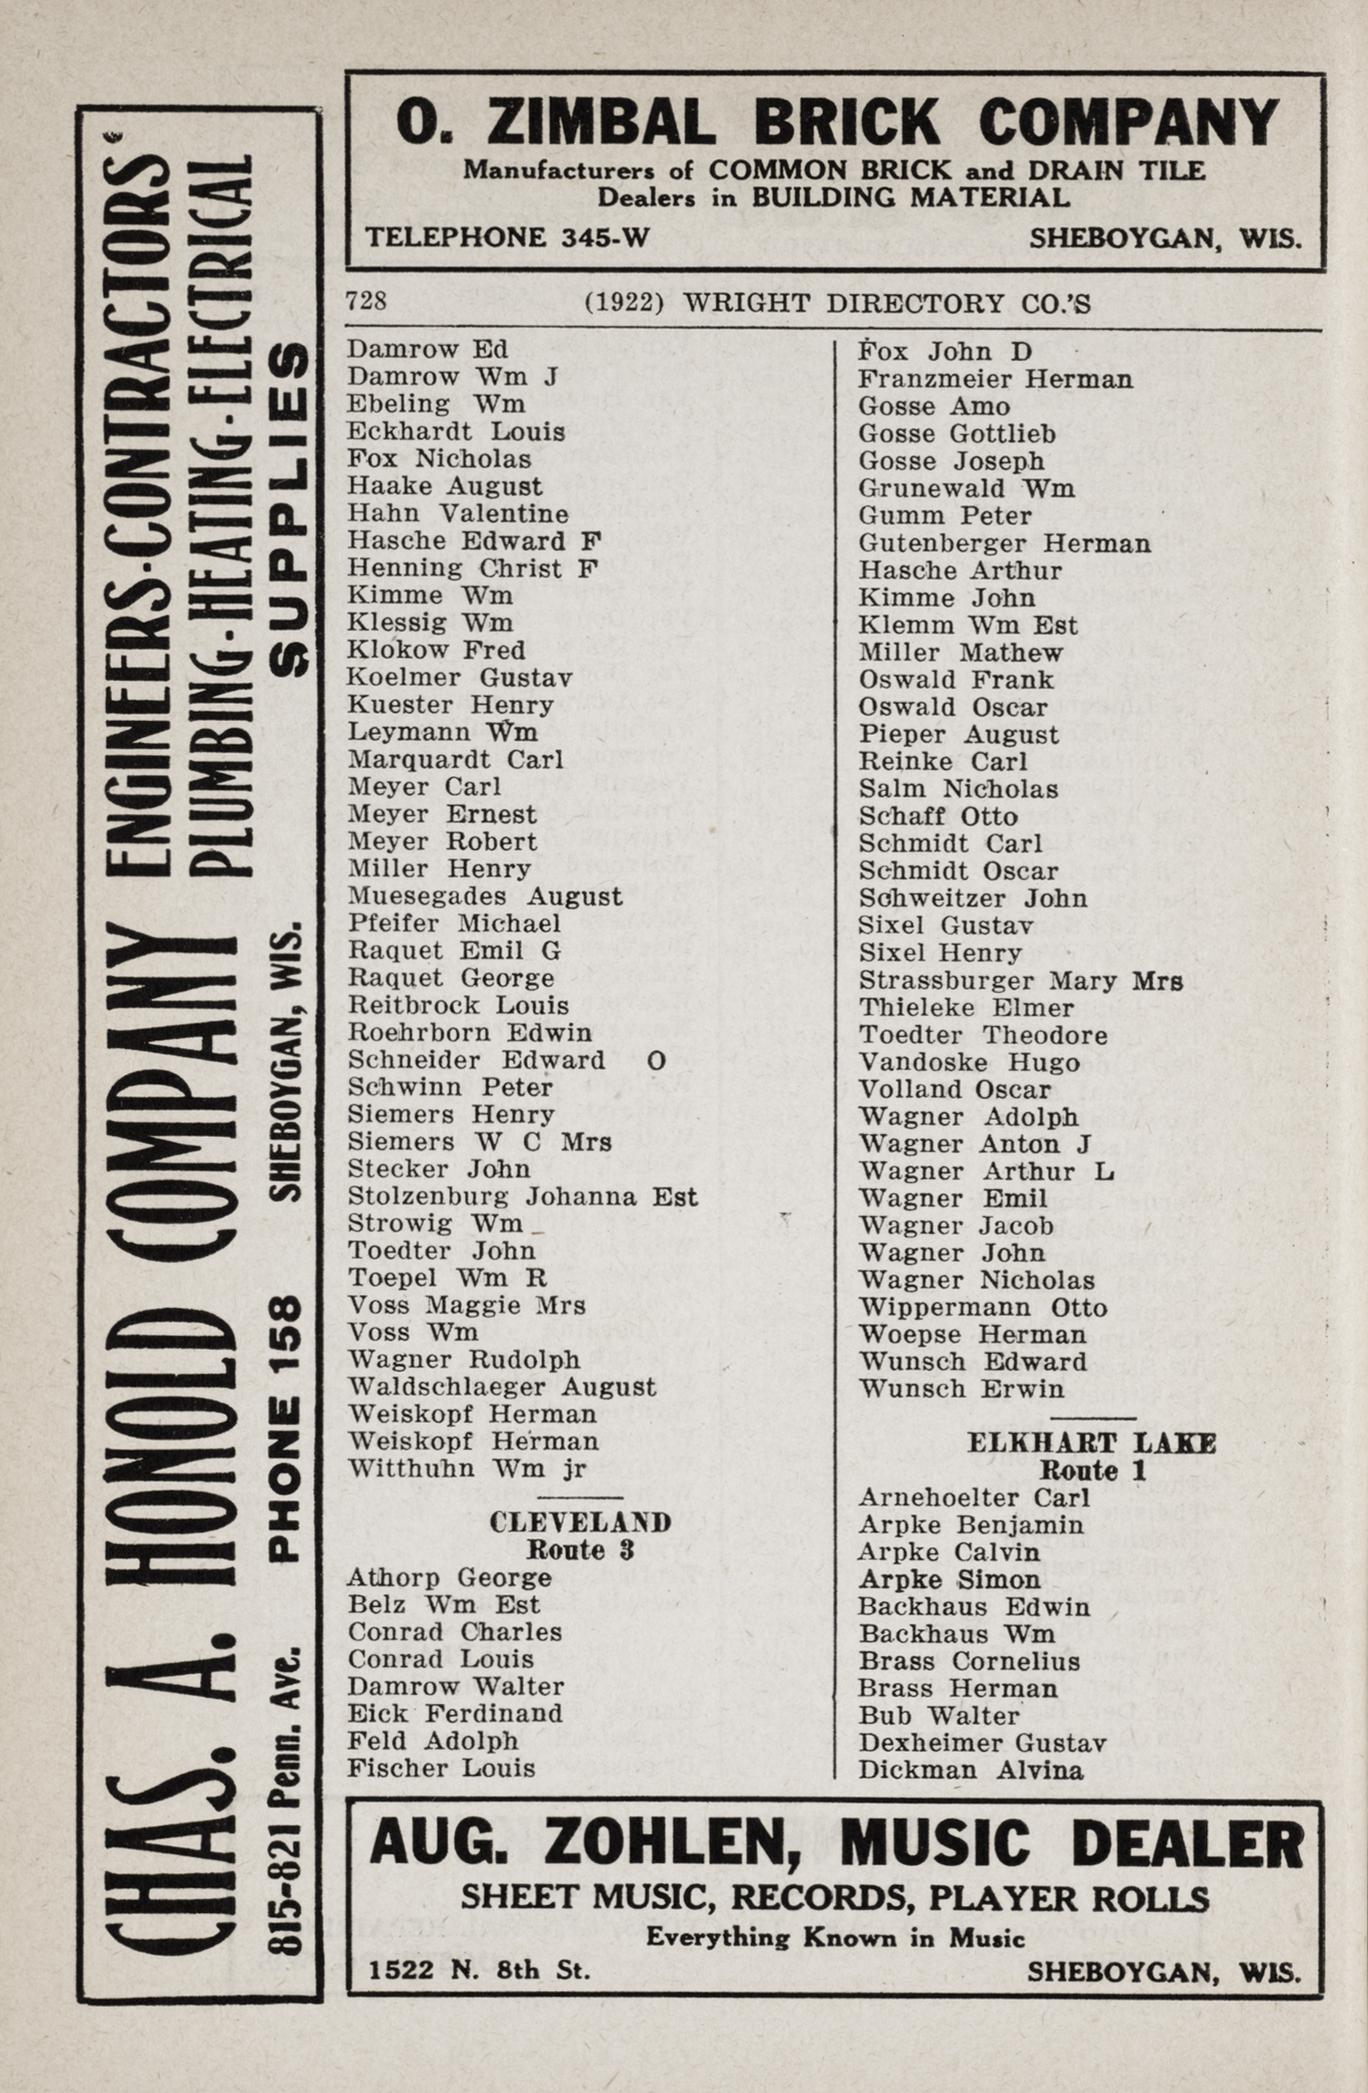 O. ZIMBAL BRICK COMPANY
Manufacturers of COMMON BRICK and DRAIN TILE
Dealers in BUILDING MATERIAL
TELEPHONE 345-W SHEBOYGAN, WIS.
CHAS. A. HONOLD COMPANY ENGINEERS-CONTRACTORS
PLUMBING-HEATING-ELECTRICAL
815-821 Penn. Ave. PHONE 158 SHEBOYGAN, WIS. SUPPLIES
728 (1922) WRIGHT DIRECTORY CO.'S
Damrow Ed
Damrow Wm J
Ebeling Wm
Eckhardt Louis
Fox Nicholas
Haake August
Hahn Valentine
Hasche Edward F
Henning Christ F
Kimme Wm
Klessig Wm
Klokow Fred
Koelmer Gustav
Kuester Henry
Leymann Wm
Marquardt Carl
Meyer Carl
Meyer Ernest
Meyer Robert
Miller Henry
Muesegades August
Pfeifer Michael
Raquet Emil G
Raquet George
Reitbrock Louis
Roehrborn Edwin
Schneider Edward O
Schwinn Peter
Siemers Henry
Siemers W C Mrs
Stecker John
Stolzenburg Johanna Est
Strowig Wm
Toedter John
Toepel Wm R
Voss Maggie Mrs
Voss Wm
Wagner Rudolph
Waldschlaeger August
Weiskopf Herman
Weiskopf Herman
Witthuhn Wm jr
CLEVELAND
Route 3
Athorp George
Belz Wm Est
Conrad Charles
Conrad Louis
Damrow Walter
Eick Ferdinand
Feld Adolph
Fischer Louis
Fox John D
Franzmeier Herman
Gosse Amo
Gosse Gottlieb
Gosse Joseph
Grunewald Wm
Gumm Peter
Gutenberger Herman
Hasche Arthur
Kimme John
Klemm Wm Est
Miller Mathew
Oswald Frank
Oswald Oscar
Pieper August
Reinke Carl
Salm Nicholas
Schaff Otto
Schmidt Carl
Schmidt Oscar
Schweitzer John
Sixel Gustav
Sixel Henry
Strassburger Mary Mrs
Thieleke Elmer
Toedter Theodore
Vandoske Hugo
Volland Oscar
Wagner Adolph
Wagner Anton J
Wagner Arthur L
Wagner Emil
Wagner Jacob
Wagner John
Wagner Nicholas
Wippermann Otto
Woepse Herman
Wunsch Edward
Wunsch Erwin
ELKHART LAKE
Route 1
Arnehoelter Carl
Arpke Benjamin
Arpke Calvin
Arpke Simon
Backhaus Edwin
Backhaus Wm
Brass Cornelius
Brass Herman
Bub Walter
Dexheimer Gustav
Dickman Alvina
AUG. ZOHLEN, MUSIC DEALER
SHEET MUSIC, RECORDS, PLAYER ROLLS
Everything Known in Music
1522 N. 8th St. SHEBOYGAN, WIS.